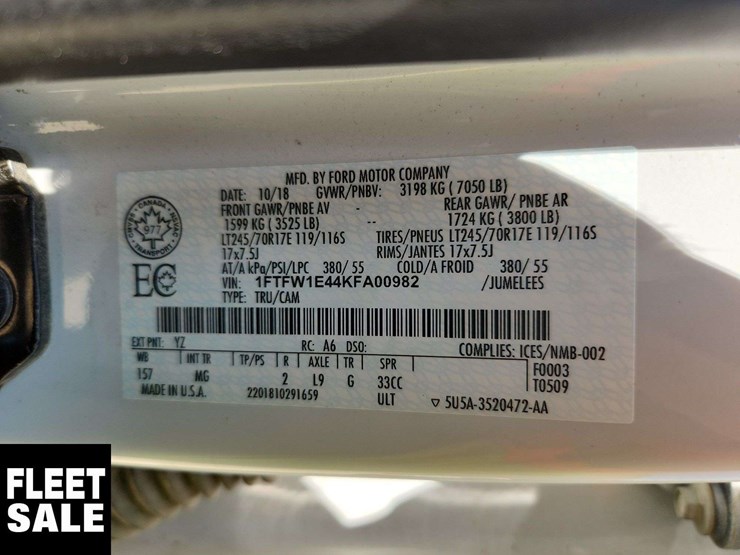 MFD. BY FORD MOTOR COMPANY
DATE: 10/18 GVWR/PNBV: 3198 KG ( 7050 LB)
FRONT GAWR/PNBE AV - REAR GAWR/ PNBE AR
1599 KG ( 3525 LB) -- 1724 KG ( 3800 LB)
LT245/70R17E 119/116S TIRES/PNEUS LT245/70R17E 119/116S
17x7.5J RIMS/JANTES 17x7.5J
AT/A kPa/PSI/LPC 380/ 55 COLD/A FROID 380/ 55
VIN: 1FTFW1E44KFA00982 /JUMELEES
TYPE: TRU/CAM
CANADA
977
TRANSPORT
EC
EXT PNT: YZ RC: A6 DSO: COMPLIES: ICES/NMB-002
WB INT TR TP/PS R AXLE TR SPR F0003
157 MG 2 L9 G 33CC T0509
MADE IN U.S.A. 2201810291659 ULT ▽ 5U5A-3520472-AA
FLEET
SALE